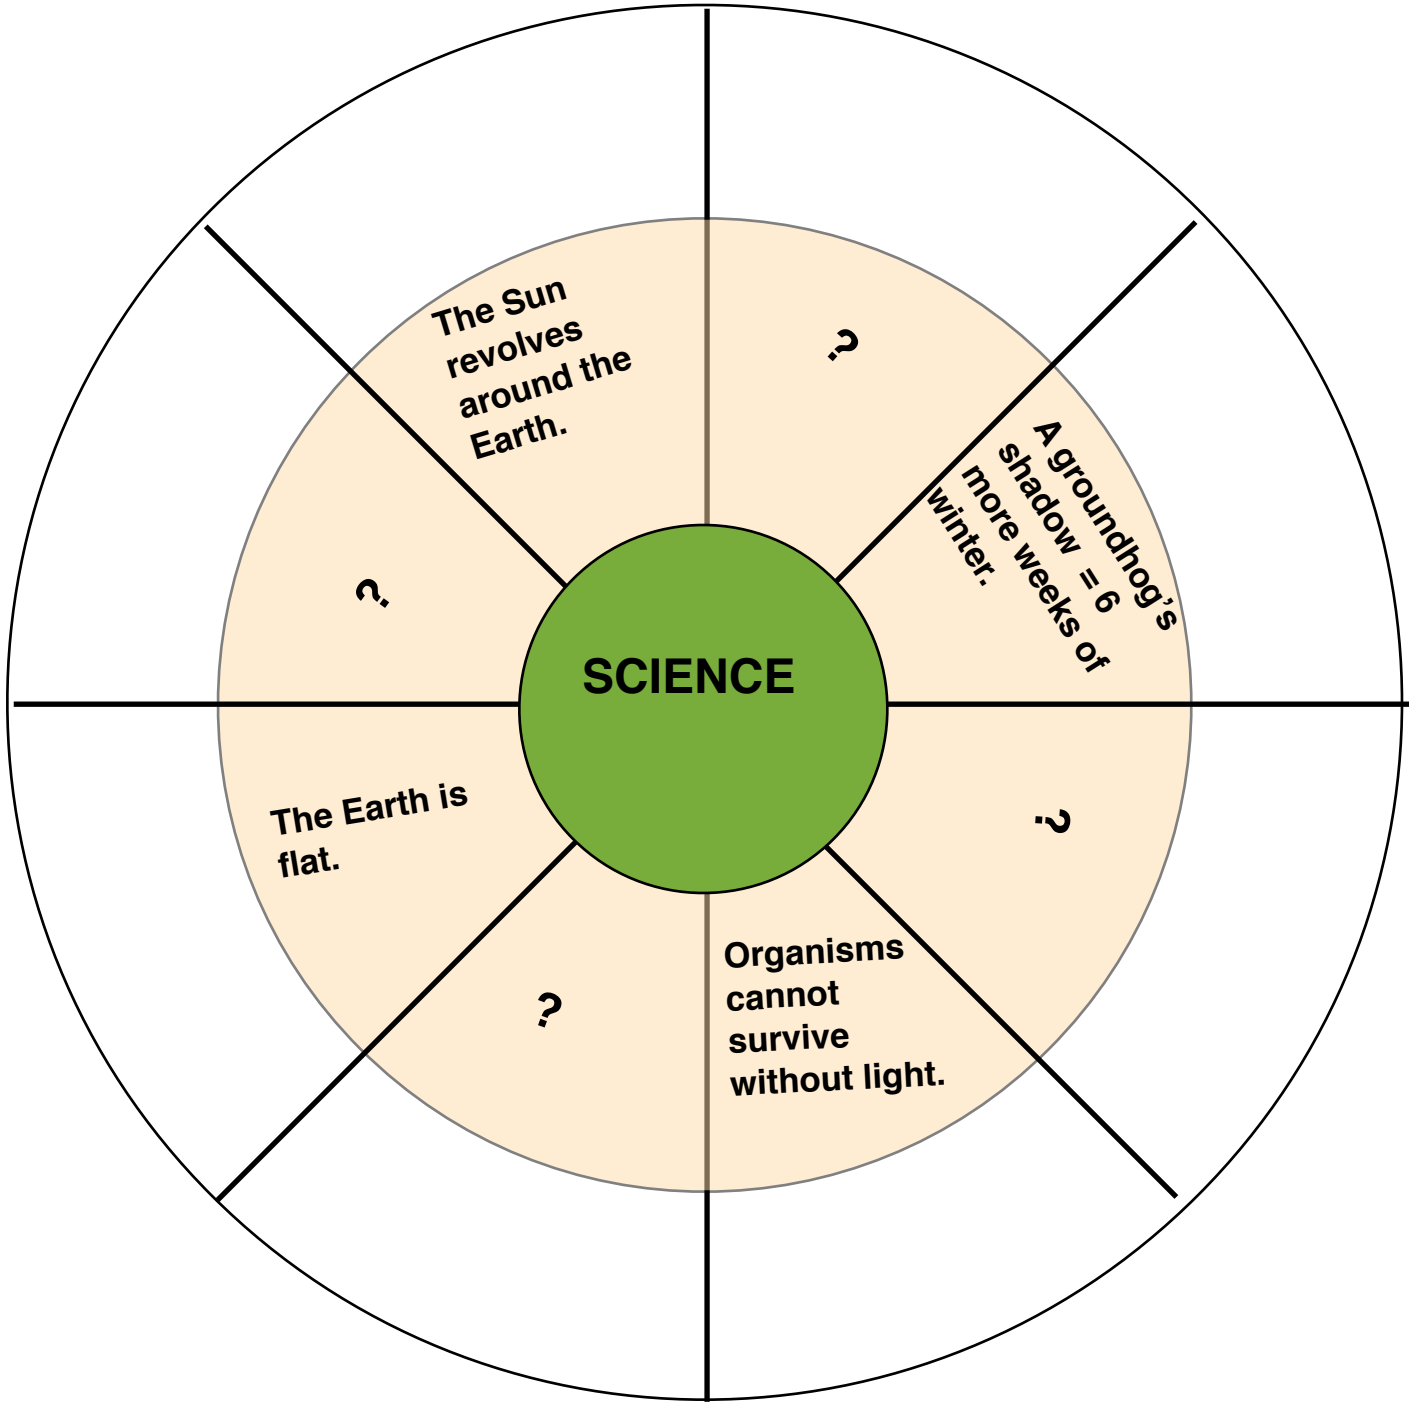 The Sun
revolves
around the
Earth.
?
A groundhog's
shadow = 6
more weeks of
winter.
?
SCIENCE
?
The Earth is
flat.
Organisms
cannot
survive
without light.
?